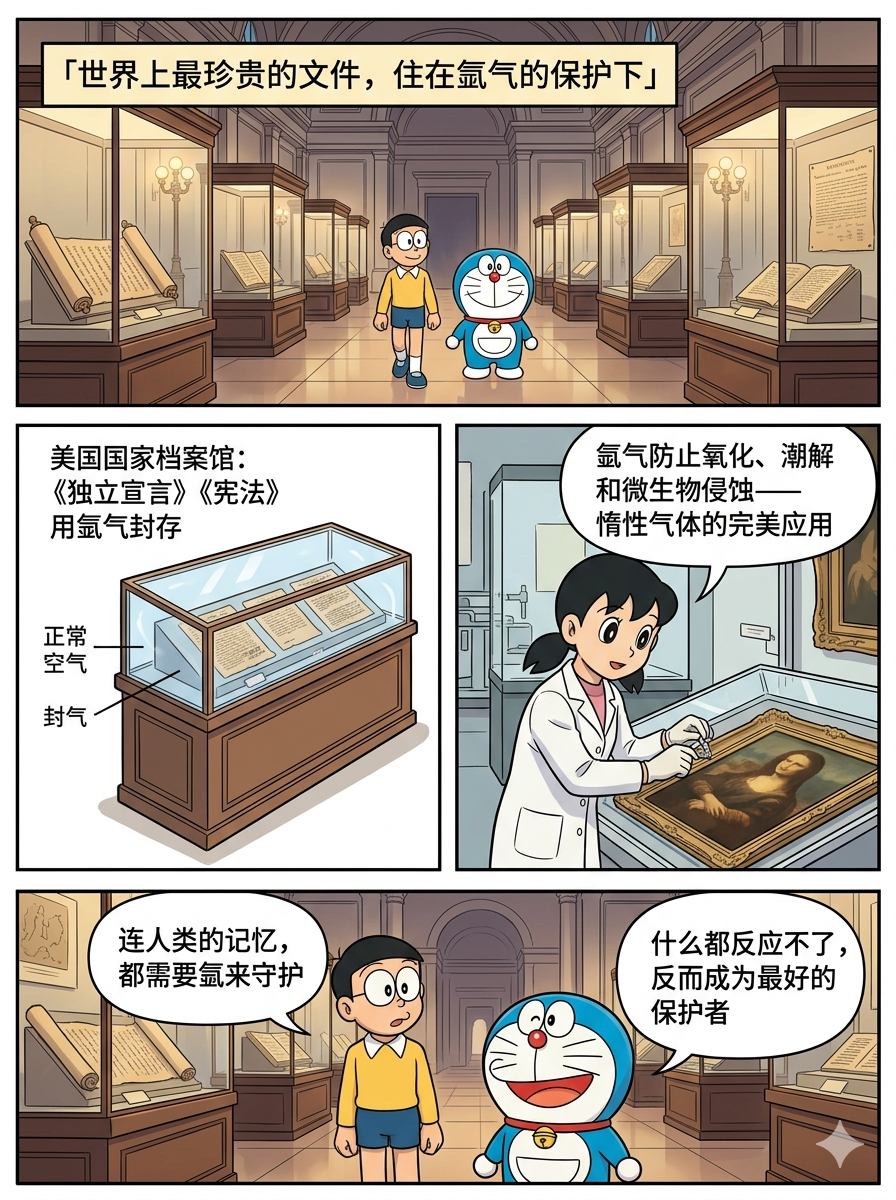 「世界上最珍贵的文件，住在氩气的保护下」
美国国家档案馆：
《独立宣言》《宪法》
用氩气封存
正常
空气
封气
氩气防止氧化、潮解
和微生物侵蚀——
惰性气体的完美应用
连人类的记忆，
都需要氩来守护
什么都反应不了，
反而成为最好的
保护者